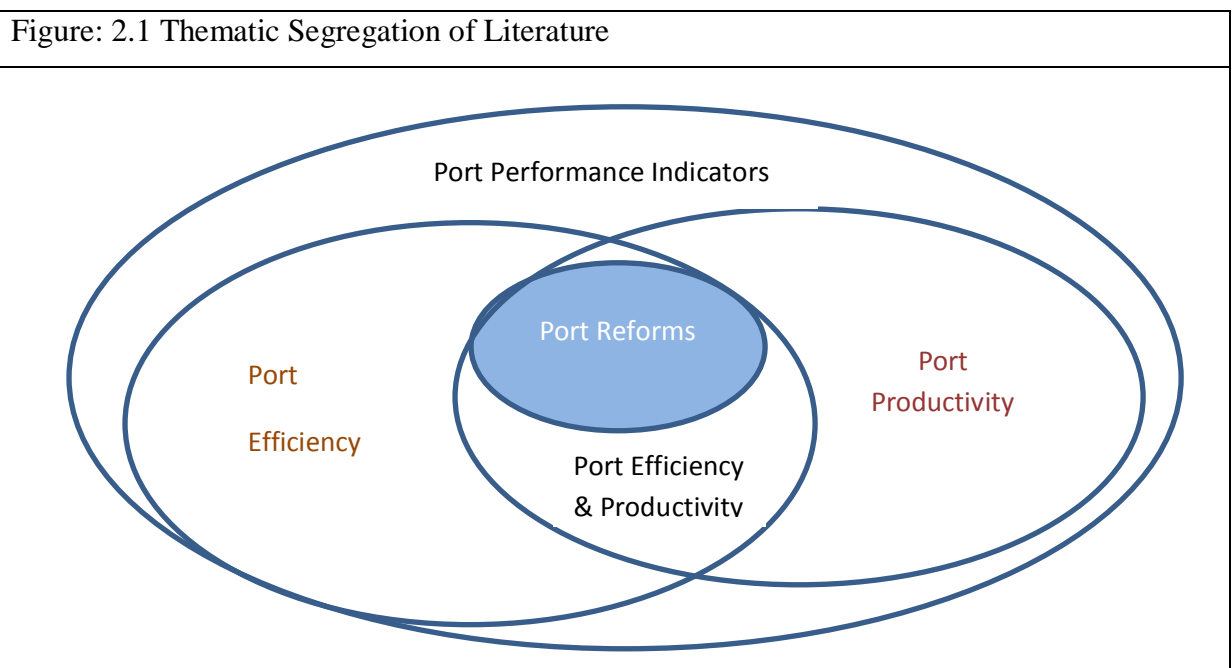 Figure: 2.1 Thematic Segregation of Literature
Port Performance Indicators
Port Reforms
Port
Efficiency
Port
Productivity
Port Efficiency
& Productivity